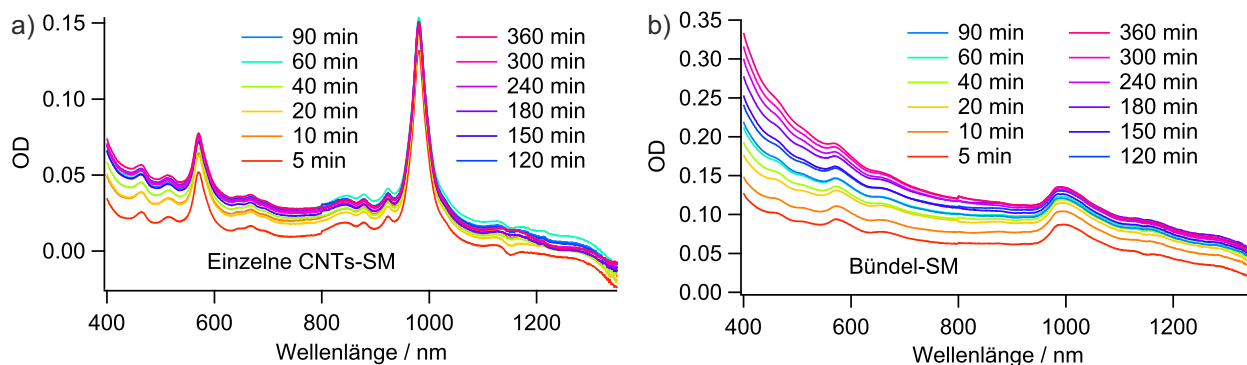 a)
0.15
0.10
0.05
0.00
OD
90 min
60 min
40 min
20 min
10 min
5 min
360 min
300 min
240 min
180 min
150 min
120 min
Einzelne CNTs-SM
400 600 800 1000 1200
Wellenlänge / nm
b)
0.35
0.30
0.25
0.20
0.15
0.10
0.05
0.00
OD
90 min
60 min
40 min
20 min
10 min
5 min
360 min
300 min
240 min
180 min
150 min
120 min
Bündel-SM
400 600 800 1000 1200
Wellenlänge / nm